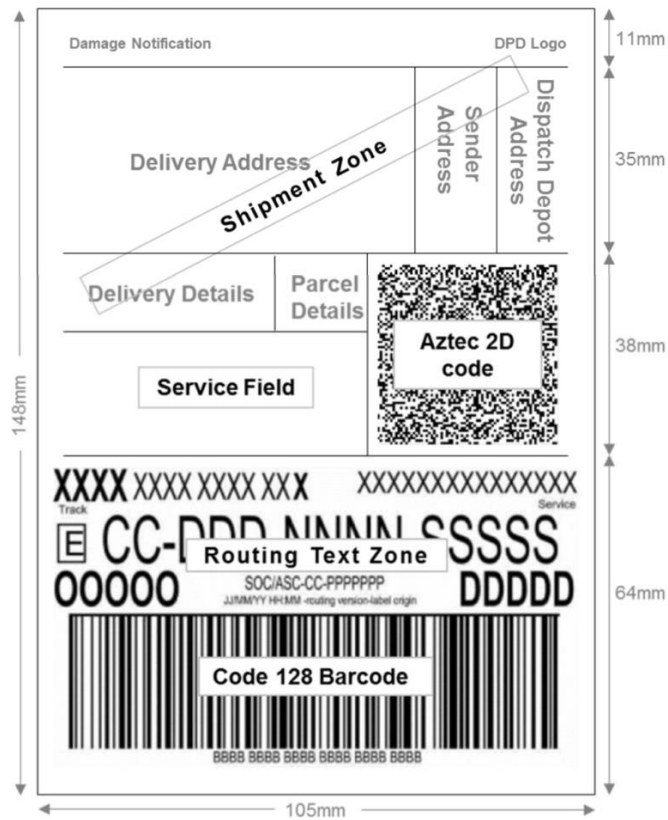 Damage Notification
DPD Logo
11mm
Delivery Address
Shipment Zone
Sender
Address
Dispatch Depot
Address
35mm
Delivery Details
Parcel
Details
Aztec 2D
code
38mm
Service Field
148mm
XXXX XXXX XXXX XXX
XXXXXXXXXXXXXXXXX
Track
Service
E
CC-DDD NNNN SSSSS
Routing Text Zone
OOOOO
SOC/ASC-CC-PPPPPPP
JJ/MM/YY HH:MM -routing version-label origin
DDDDD
64mm
Code 128 Barcode
BBBB BBBB BBBB BBBB BBBB BBBB BBBB
105mm